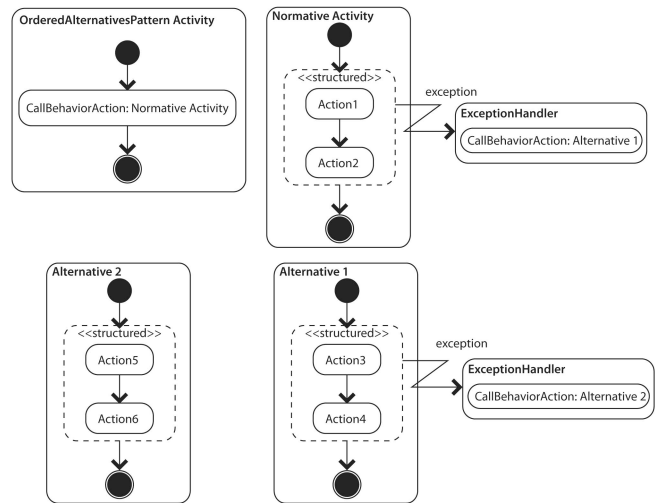 OrderedAlternativesPattern Activity
CallBehaviorAction: Normative Activity
Normative Activity
<<structured>>
Action1
Action2
exception
ExceptionHandler
CallBehaviorAction: Alternative 1
Alternative 2
<<structured>>
Action5
Action6
Alternative 1
<<structured>>
Action3
Action4
exception
ExceptionHandler
CallBehaviorAction: Alternative 2